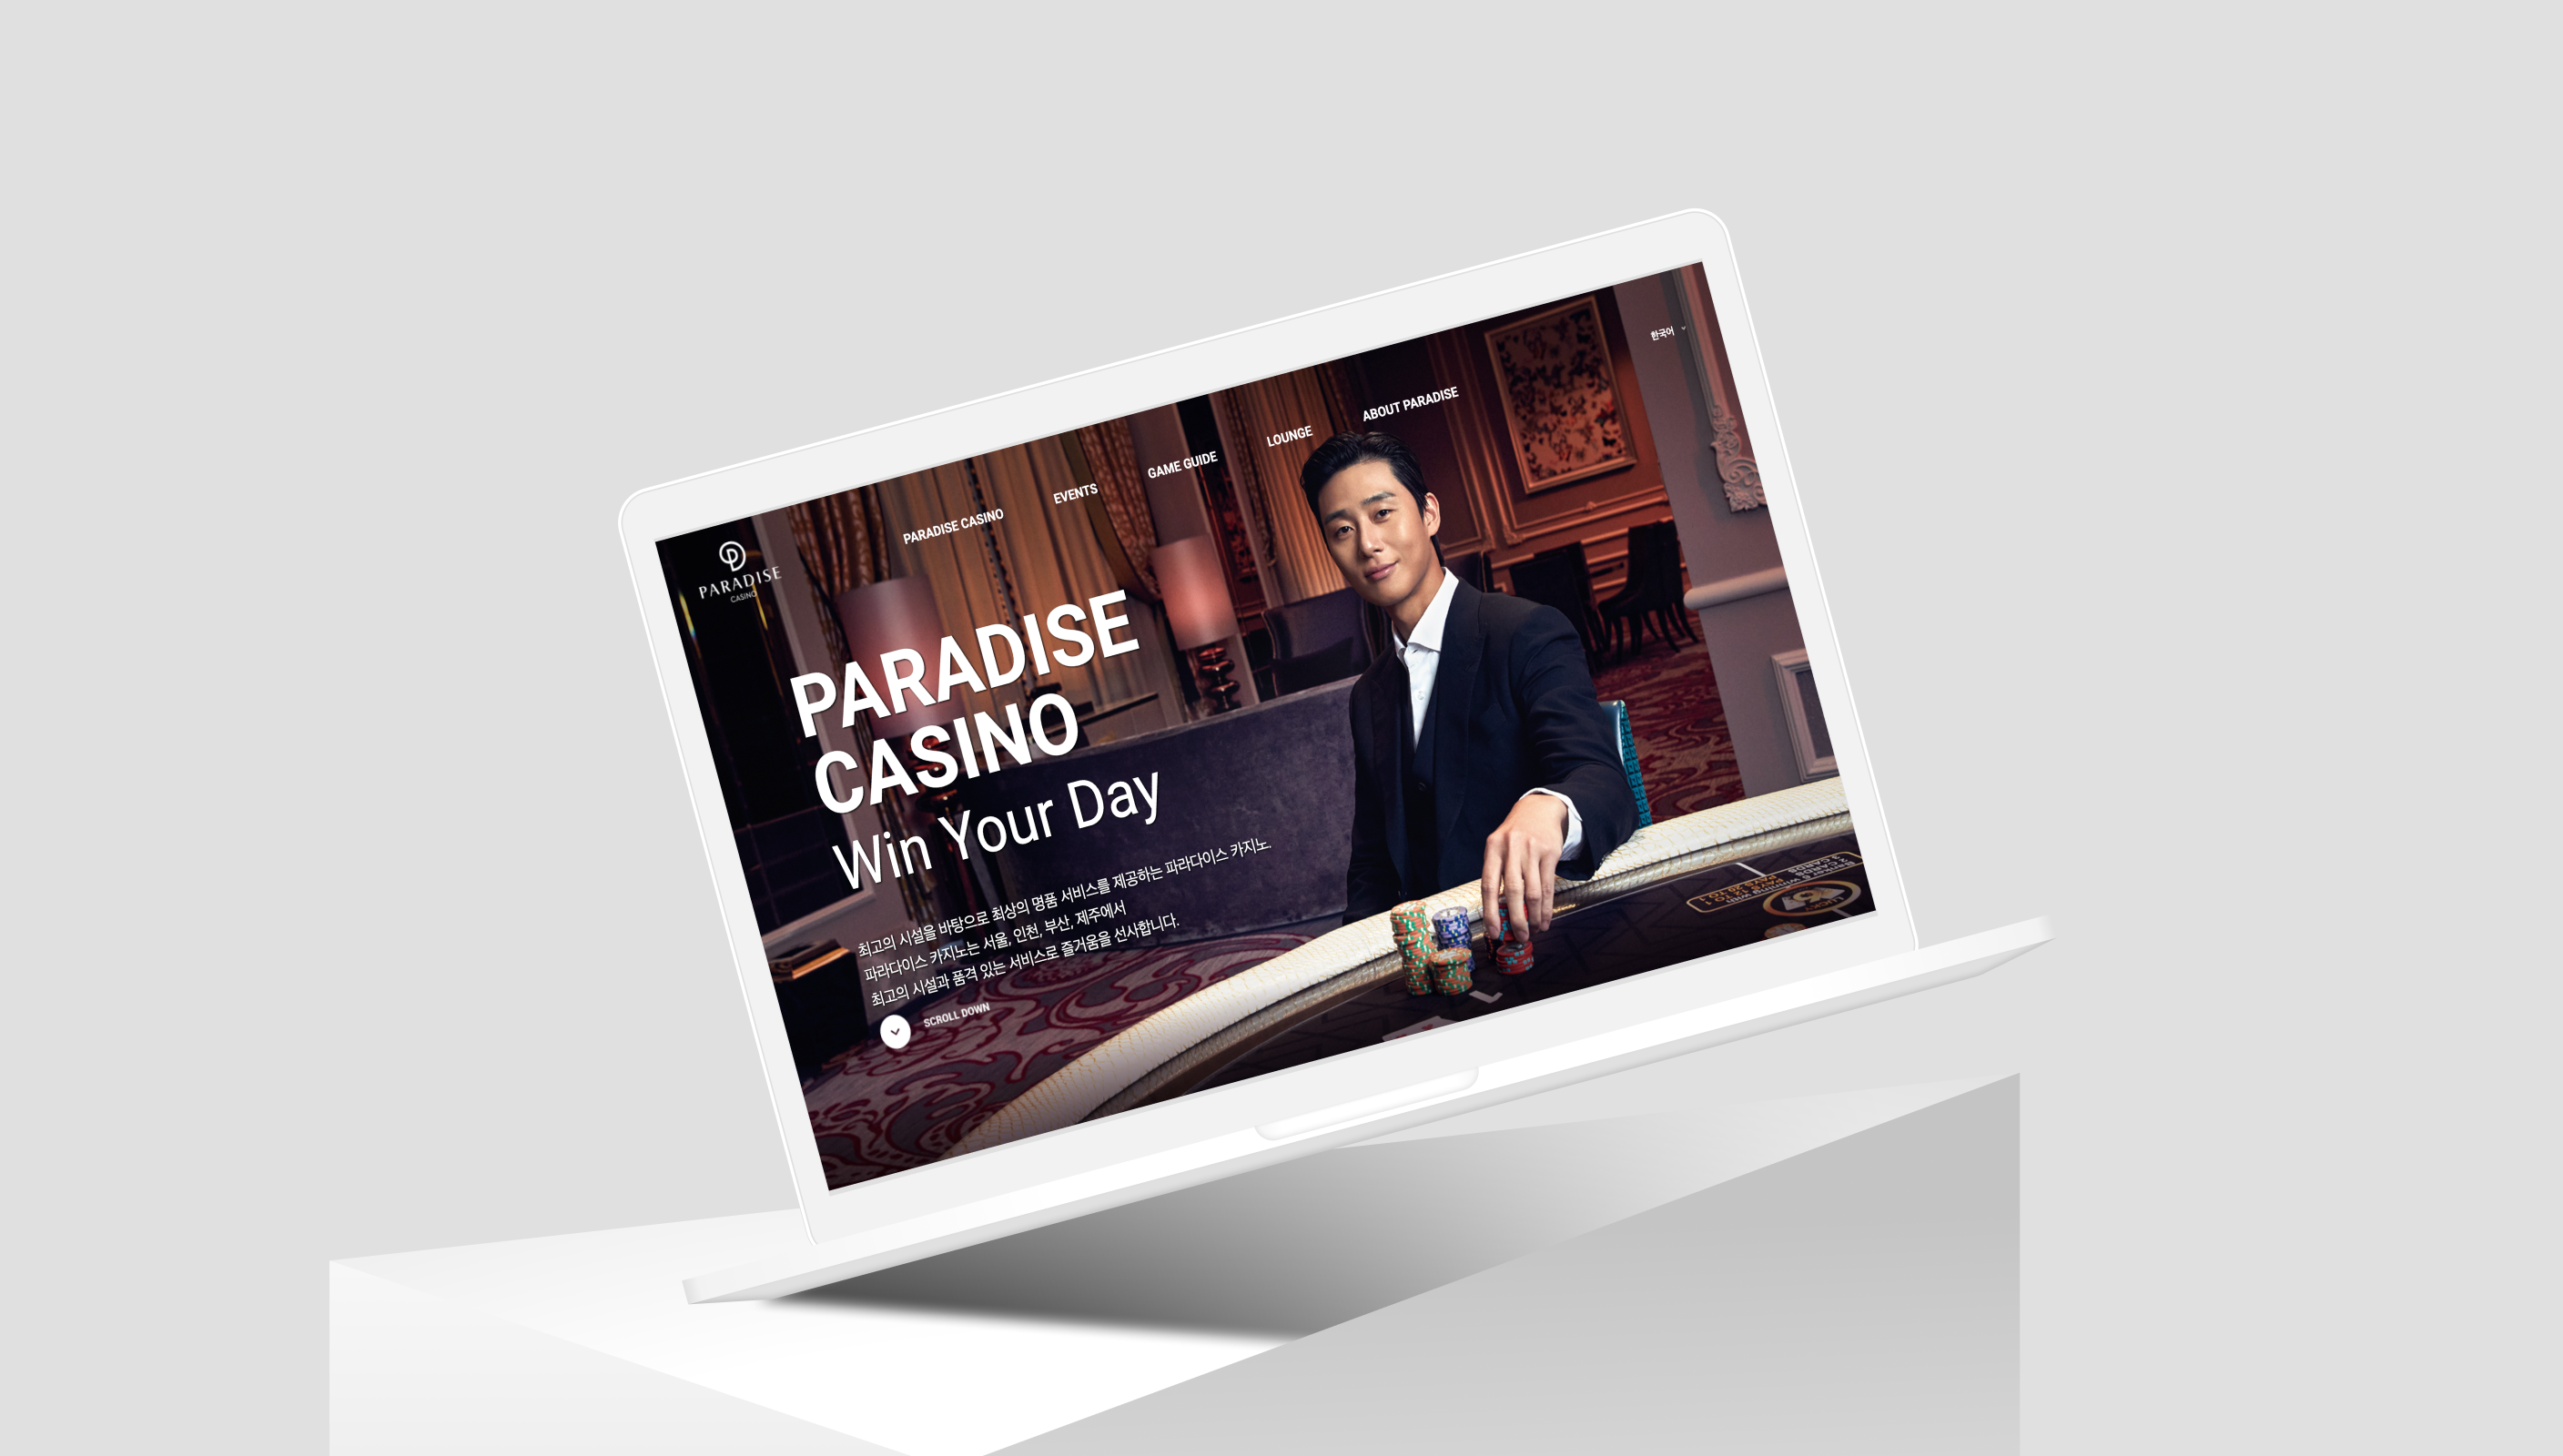 PARADISE
CASINO
PARADISE CASINO
EVENTS
GAME GUIDE
LOUNGE
ABOUT PARADISE
한국어
PARADISE
CASINO
Win Your Day
최고의 시설을 바탕으로 최상의 명품 서비스를 제공하는 파라다이스 카지노.
파라다이스 카지노는 서울, 인천, 부산, 제주에서
최고의 시설과 품격 있는 서비스로 즐거움을 선사합니다.
SCROLL DOWN